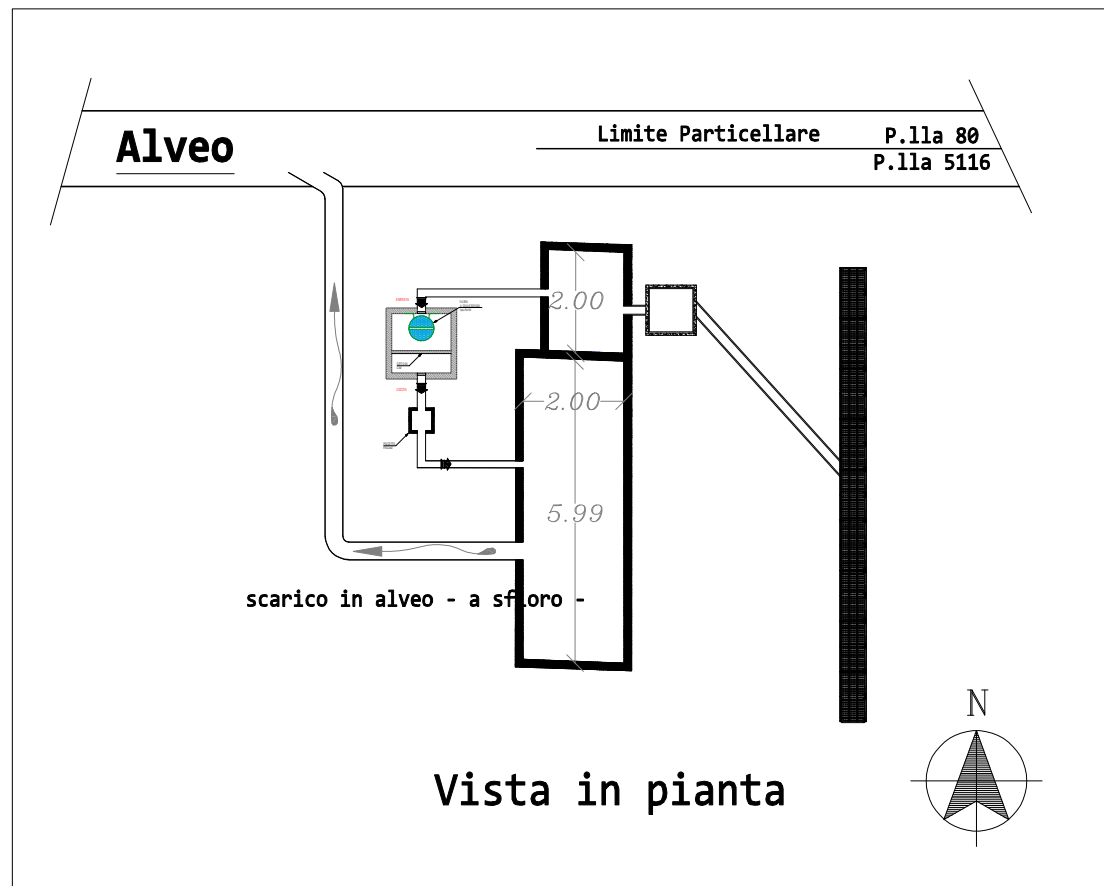 Alveo
Limite Particellare
P.lla 80
P.lla 5116
2.00
2.00
5.99
scarico in alveo - a sfioro -
N
Vista in pianta